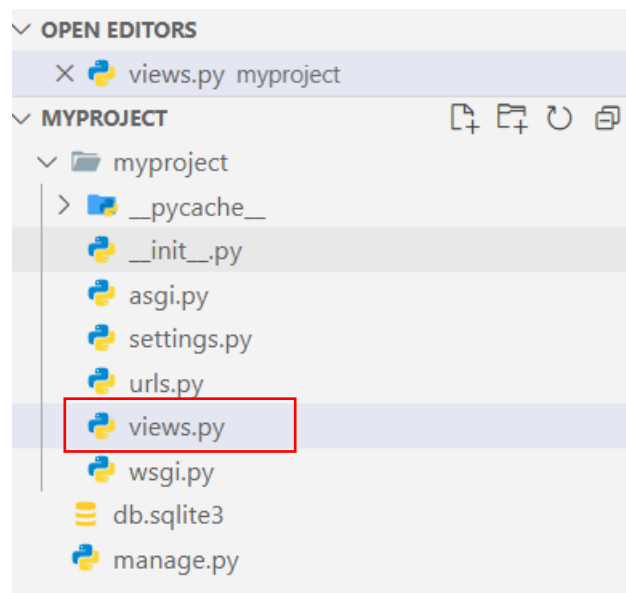 OPEN EDITORS
views.py myproject
MYPROJECT
myproject
__pycache__
__init__.py
asgi.py
settings.py
urls.py
views.py
wsgi.py
db.sqlite3
manage.py